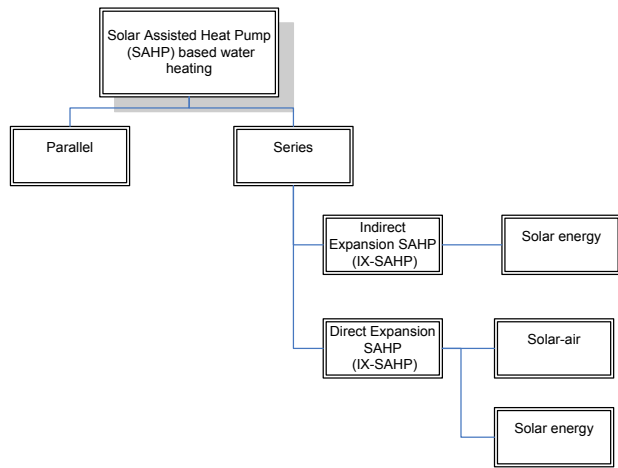 Solar Assisted Heat Pump
(SAHP) based water
heating
Parallel
Series
Indirect
Expansion SAHP
(IX-SAHP)
Solar energy
Direct Expansion
SAHP
(IX-SAHP)
Solar-air
Solar energy